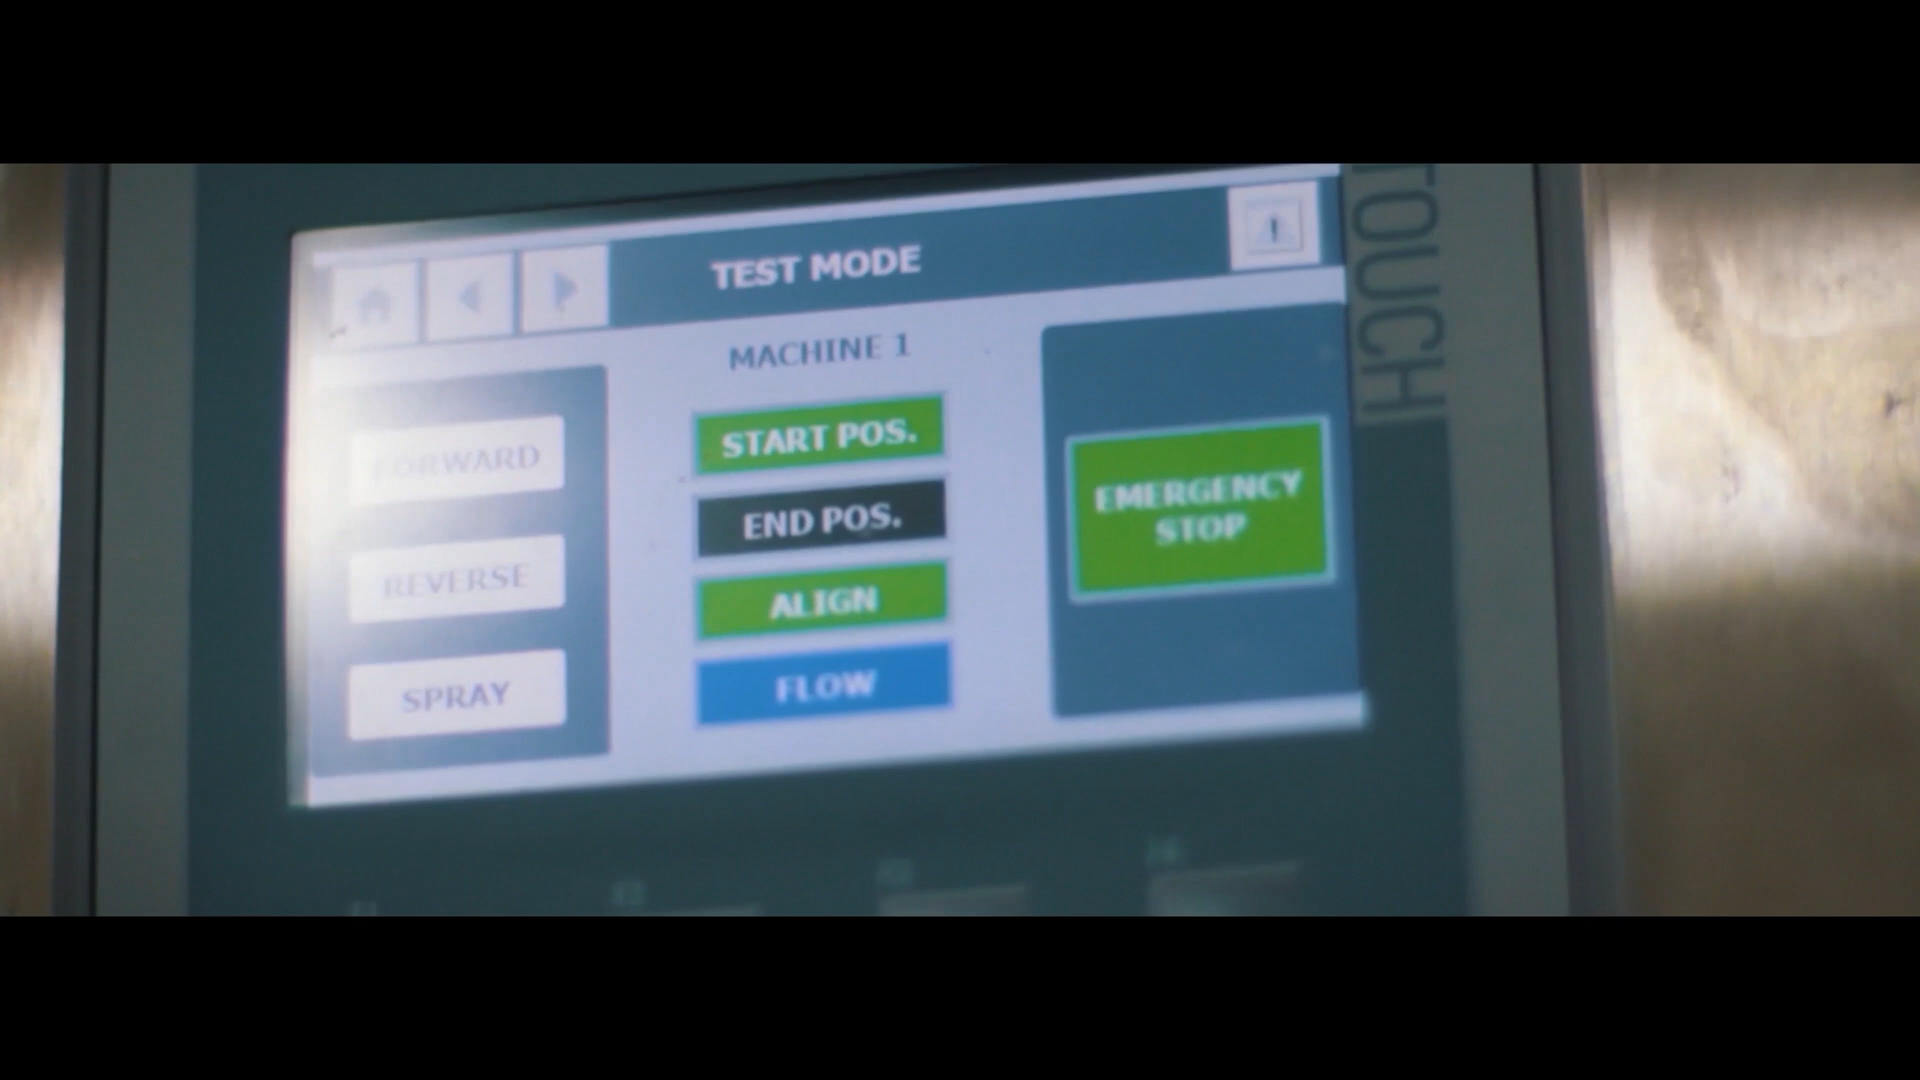 TEST MODE
MACHINE 1
FORWARD
REVERSE
SPRAY
START POS.
END POS.
ALIGN
FLOW
EMERGENCY
STOP
TOUCH